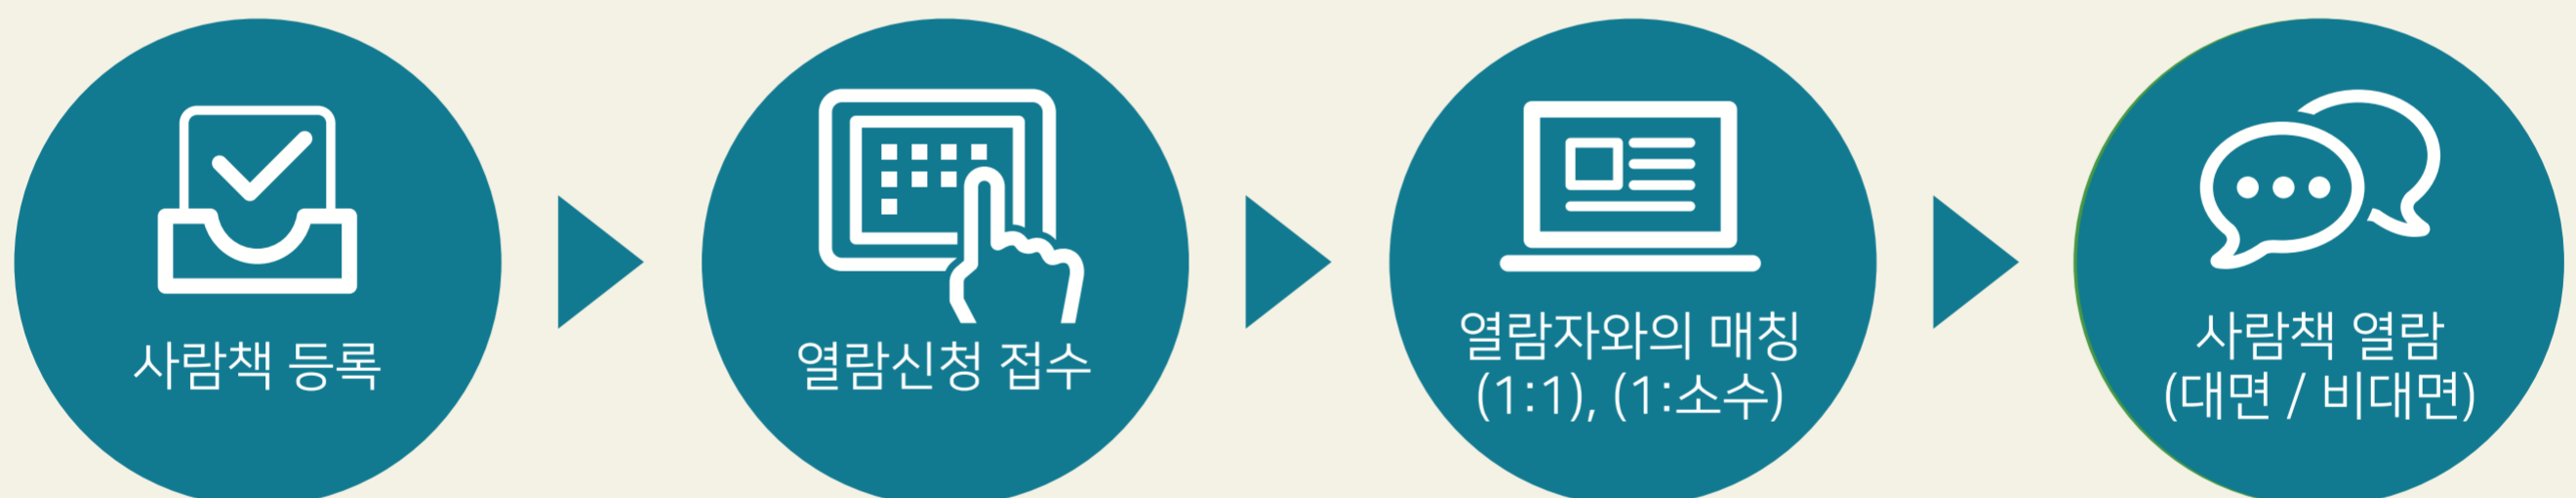 사람책 등록
열람신청 접수
열람자와의 매칭
(1:1), (1:소수)
사람책 열람
(대면 / 비대면)